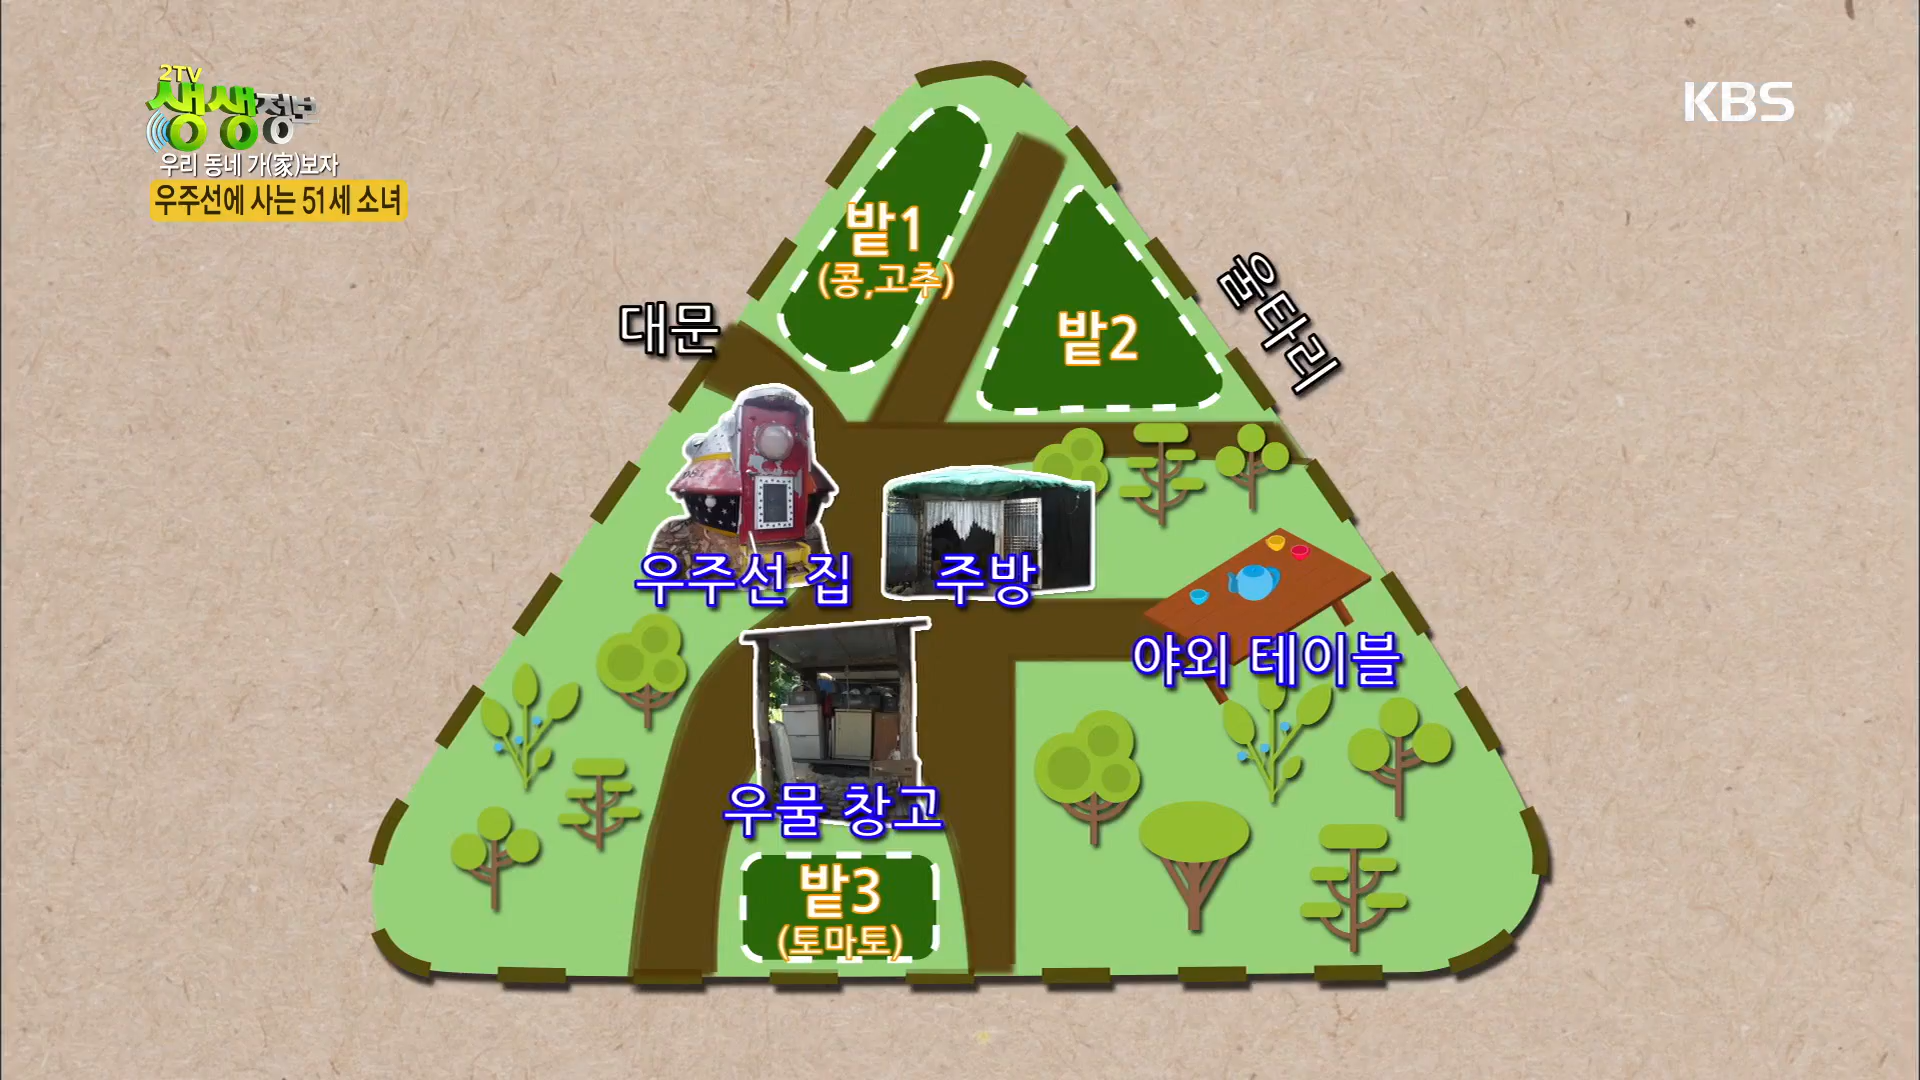 2TV
생생정보
우리 동네 가(家)보자
우주선에 사는 51세 소녀
KBS
밭1
(콩,고추)
밭2
대문
울타리
우주선 집
주방
야외 테이블
우물 창고
밭3
(토마토)